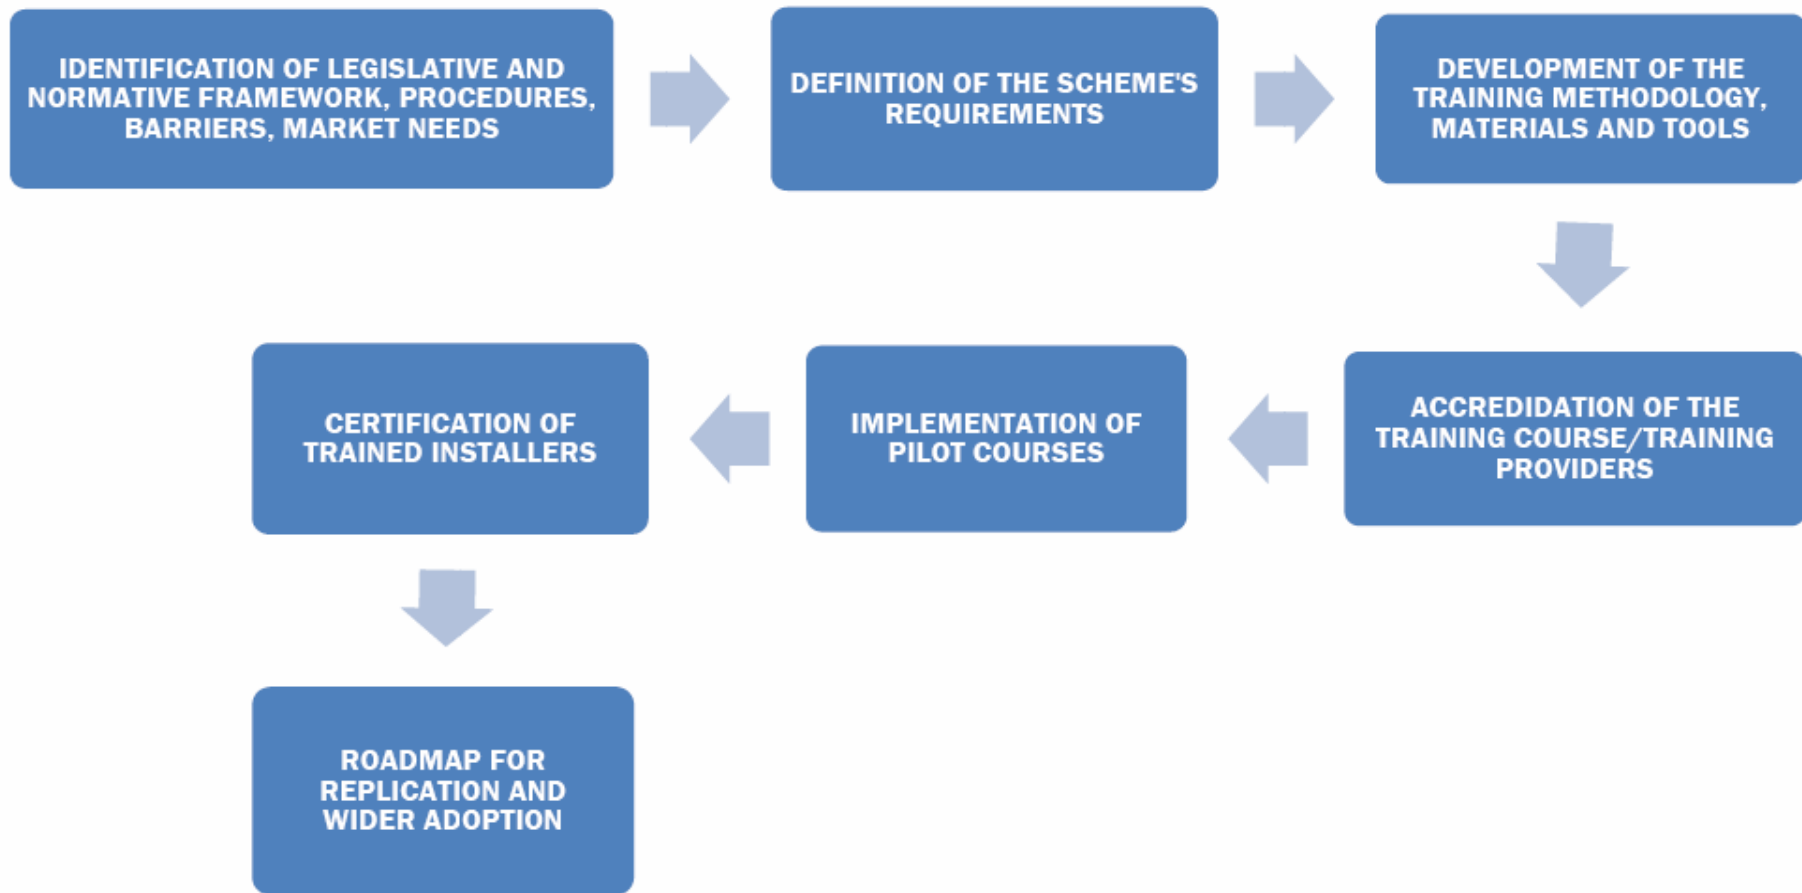 IDENTIFICATION OF LEGISLATIVE AND
NORMATIVE FRAMEWORK, PROCEDURES,
BARRIERS, MARKET NEEDS
DEFINITION OF THE SCHEME'S
REQUIREMENTS
DEVELOPMENT OF THE
TRAINING METHODOLOGY,
MATERIALS AND TOOLS
ACCREDIDATION OF THE
TRAINING COURSE/TRAINING
PROVIDERS
IMPLEMENTATION OF
PILOT COURSES
CERTIFICATION OF
TRAINED INSTALLERS
ROADMAP FOR
REPLICATION AND
WIDER ADOPTION